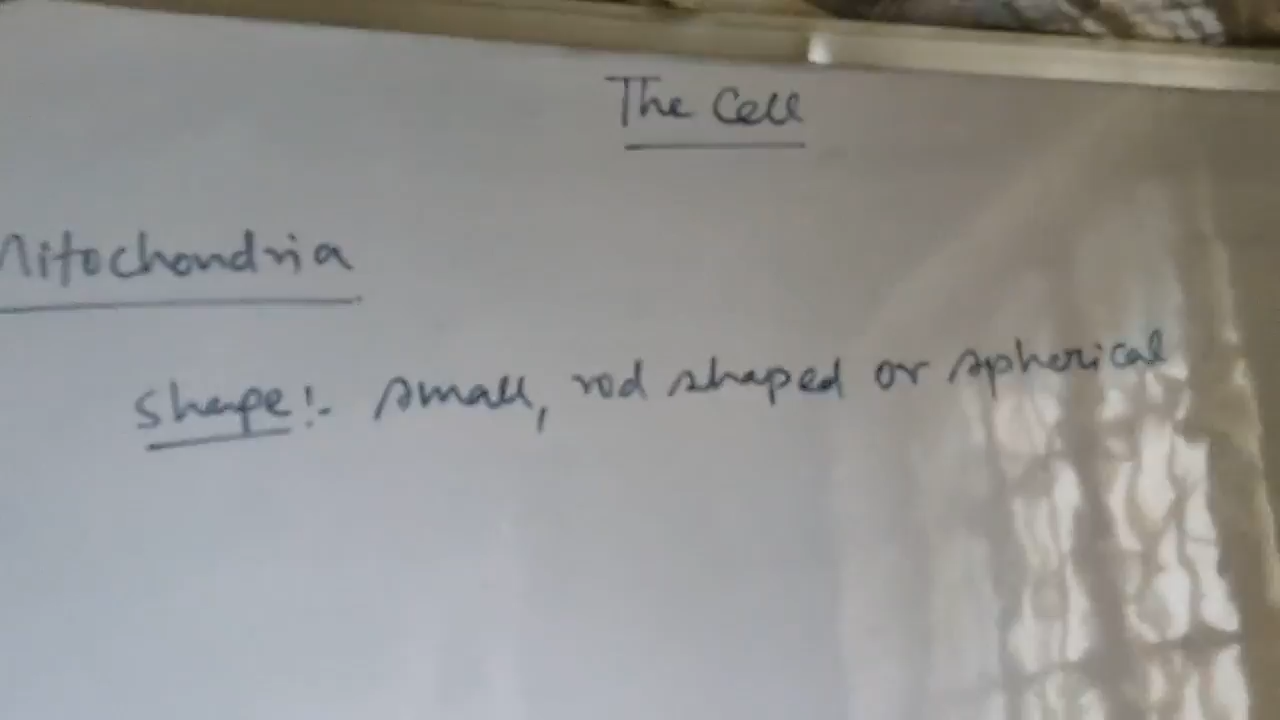 The Cell
Mitochondria
Shape:- small, rod shaped or spherical